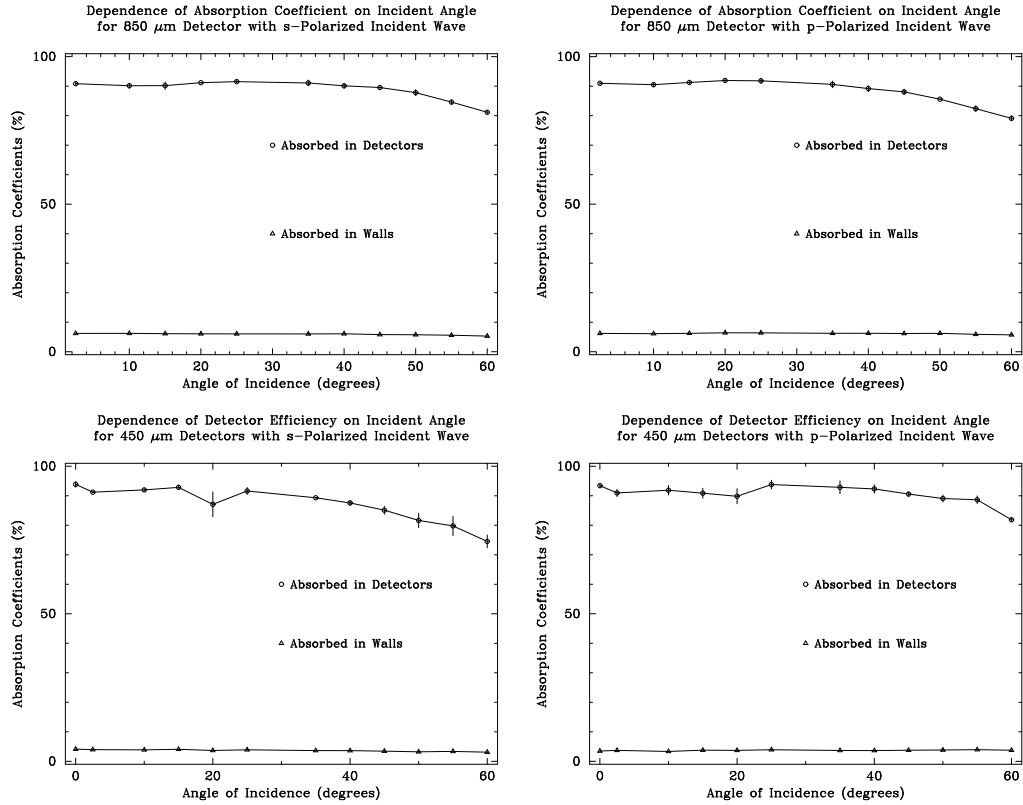 Dependence of Absorption Coefficient on Incident Angle
for 850 μm Detector with s-Polarized Incident Wave
100
50
0
Absorption Coefficients (%)
Absorbed in Detectors
Absorbed in Walls
10 20 30 40 50 60
Angle of Incidence (degrees)
Dependence of Absorption Coefficient on Incident Angle
for 850 μm Detector with p-Polarized Incident Wave
100
50
0
Absorption Coefficients (%)
Absorbed in Detectors
Absorbed in Walls
10 20 30 40 50 60
Angle of Incidence (degrees)
Dependence of Detector Efficiency on Incident Angle
for 450 μm Detectors with s-Polarized Incident Wave
100
50
0
Absorption Coefficients (%)
Absorbed in Detectors
Absorbed in Walls
0 20 40 60
Angle of Incidence (degrees)
Dependence of Detector Efficiency on Incident Angle
for 450 μm Detectors with p-Polarized Incident Wave
100
50
0
Absorption Coefficients (%)
Absorbed in Detectors
Absorbed in Walls
0 20 40 60
Angle of Incidence (degrees)